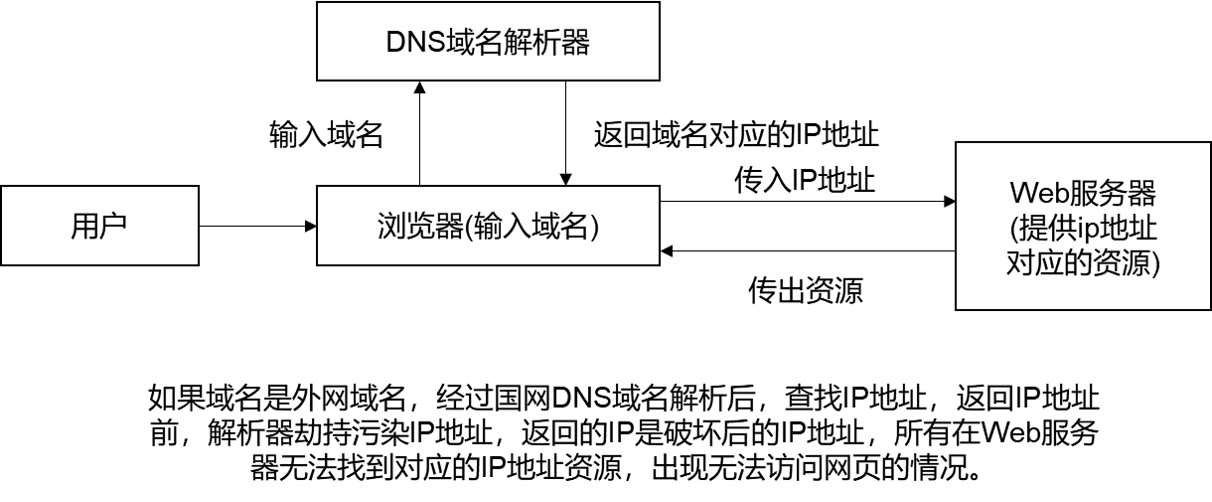 DNS域名解析器
输入域名
返回域名对应的IP地址
传入IP地址
用户
浏览器(输入域名)
Web服务器
(提供ip地址
对应的资源)
传出资源
如果域名是外网域名，经过国网DNS域名解析后，查找IP地址，返回IP地址
前，解析器劫持污染IP地址，返回的IP是破坏后的IP地址，所有在Web服务
器无法找到对应的IP地址资源，出现无法访问网页的情况。